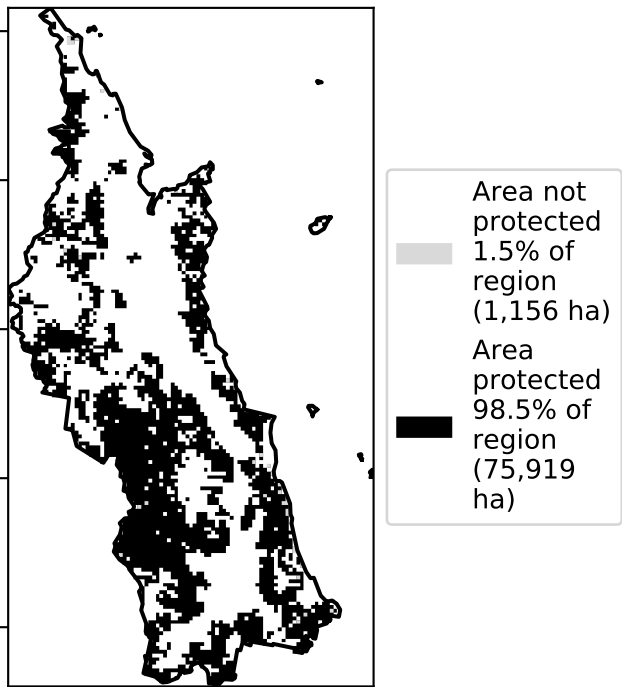 Area not
protected
1.5% of
region
(1,156 ha)
Area
protected
98.5% of
region
(75,919
ha)